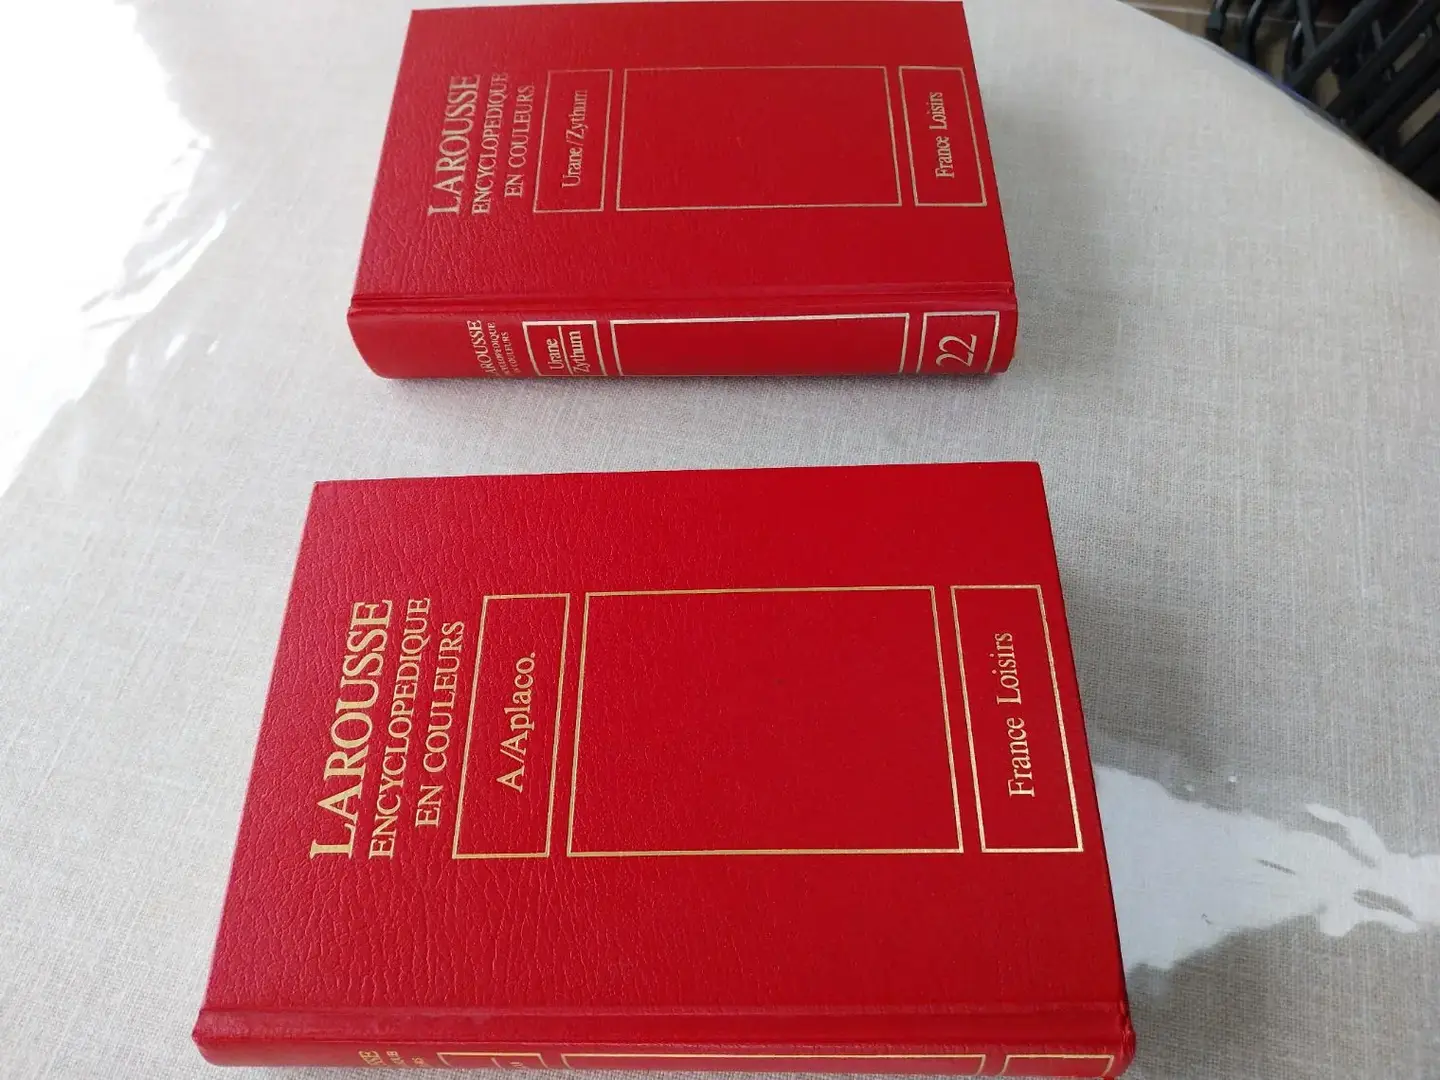 LAROUSSE
ENCYCLOPEDIQUE
EN COULEURS
Urane/Zythum
France Loisirs
LAROUSSE
ENCYCLOPEDIQUE
EN COULEURS
Urane
Zythum
22
LAROUSSE
ENCYCLOPEDIQUE
EN COULEURS
A/Aplaco.
France Loisirs